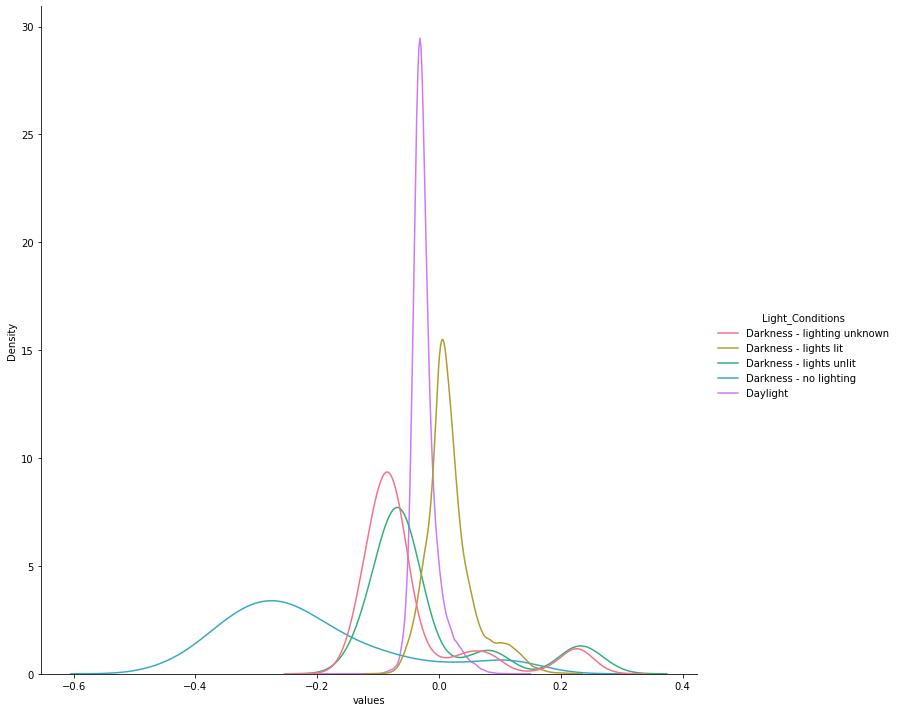 30
25
20
15
10
5
0
Density
−0.6 −0.4 −0.2 0.0 0.2 0.4
values
Light_Conditions
Darkness - lighting unknown
Darkness - lights lit
Darkness - lights unlit
Darkness - no lighting
Daylight